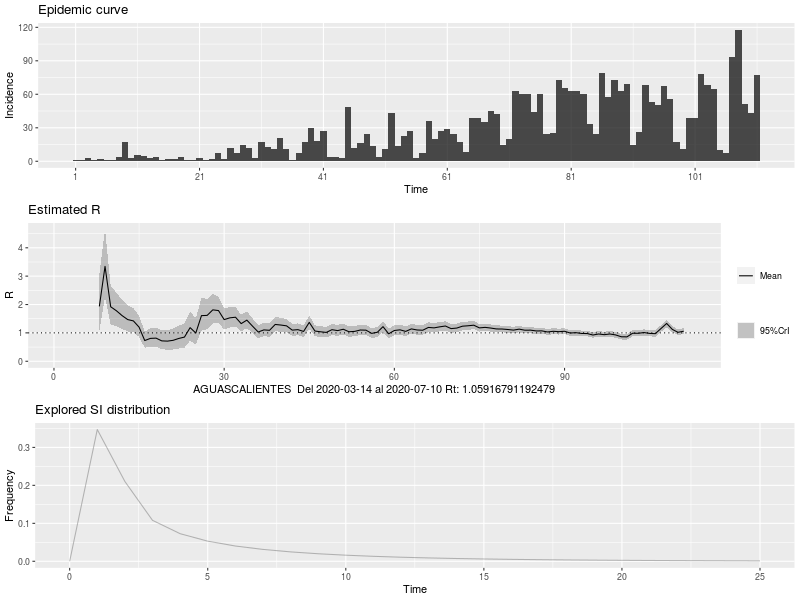 Epidemic curve
120
90
60
30
0
Incidence
1 21 41 61 81 101
Time
Estimated R
4
3
2
1
0
R
Mean
95%CrI
0 30 60 90
AGUASCALIENTES Del 2020-03-14 al 2020-07-10 Rt: 1.05916791192479
Explored SI distribution
0.3
0.2
0.1
0.0
Frequency
0 5 10 15 20 25
Time